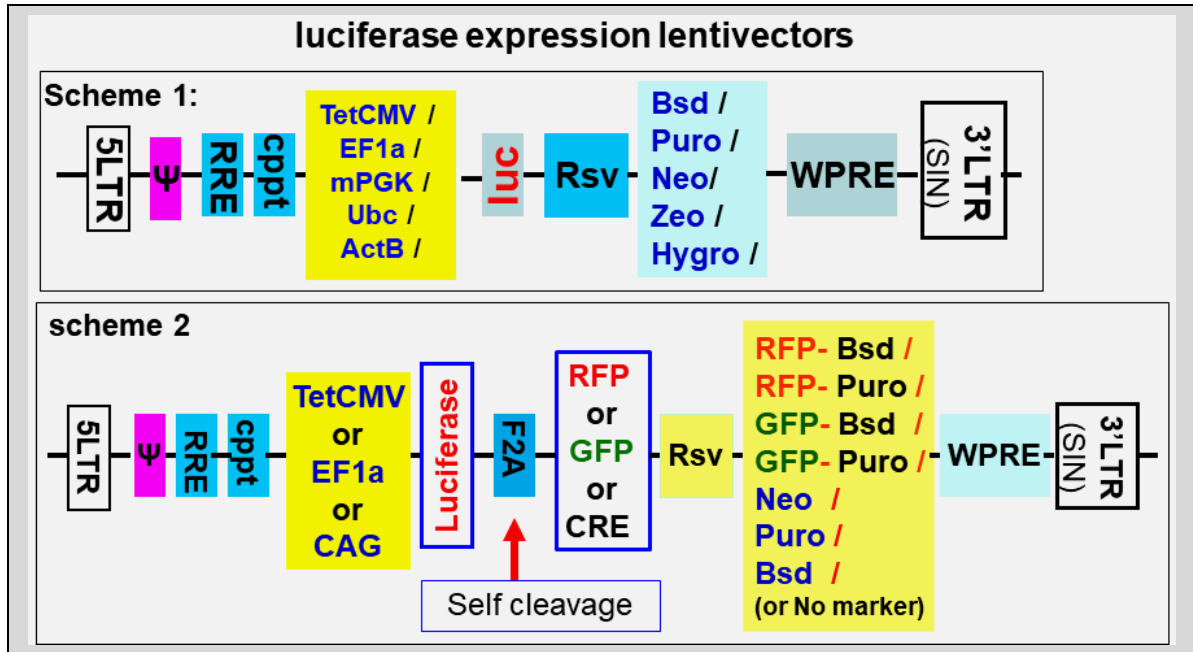 luciferase expression lentivectors
Scheme 1:
5LTR
Ψ
RRE
cppt
TetCMV /
EF1a /
mPGK /
Ubc /
ActB /
luc
Rsv
Bsd /
Puro /
Neo/
Zeo /
Hygro /
WPRE
3'LTR
(SIN)
scheme 2
5LTR
Ψ
RRE
cppt
TetCMV
or
EF1a
or
CAG
Luciferase
F2A
RFP
or
GFP
or
CRE
Rsv
RFP- Bsd /
RFP- Puro /
GFP- Bsd /
GFP- Puro /
Neo /
Puro /
Bsd /
(or No marker)
WPRE
3'LTR
(SIN)
Self cleavage